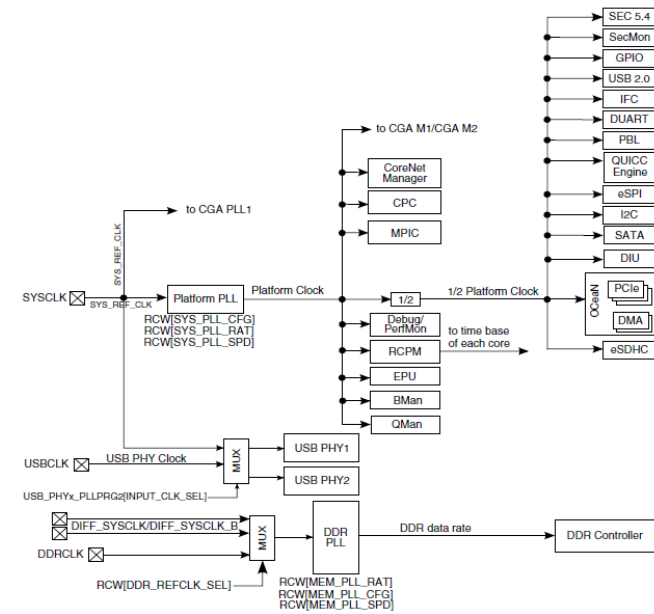 SEC 5.4
SecMon
GPIO
USB 2.0
IFC
DUART
PBL
QUICC
Engine
eSPI
I2C
SATA
DIU
OCeaN
PCIe
DMA
eSDHC
to CGA M1/CGA M2
CoreNet
Manager
CPC
MPIC
to CGA PLL1
SYS_REF_CLK
SYSCLK
SYS_REF_CLK
Platform PLL
Platform Clock
1/2
1/2 Platform Clock
RCW[SYS_PLL_CFG]
RCW[SYS_PLL_RAT]
RCW[SYS_PLL_SPD]
Debug/
PerfMon
RCPM
to time base
of each core
EPU
BMan
QMan
USBCLK
USB PHY Clock
MUX
USB PHY1
USB PHY2
USB_PHYx_PLLPRG2[INPUT_CLK_SEL]
DIFF_SYSCLK/DIFF_SYSCLK_B
DDRCLK
MUX
DDR
PLL
DDR data rate
DDR Controller
RCW[DDR_REFCLK_SEL]
RCW[MEM_PLL_RAT]
RCW[MEM_PLL_CFG]
RCW[MEM_PLL_SPD]